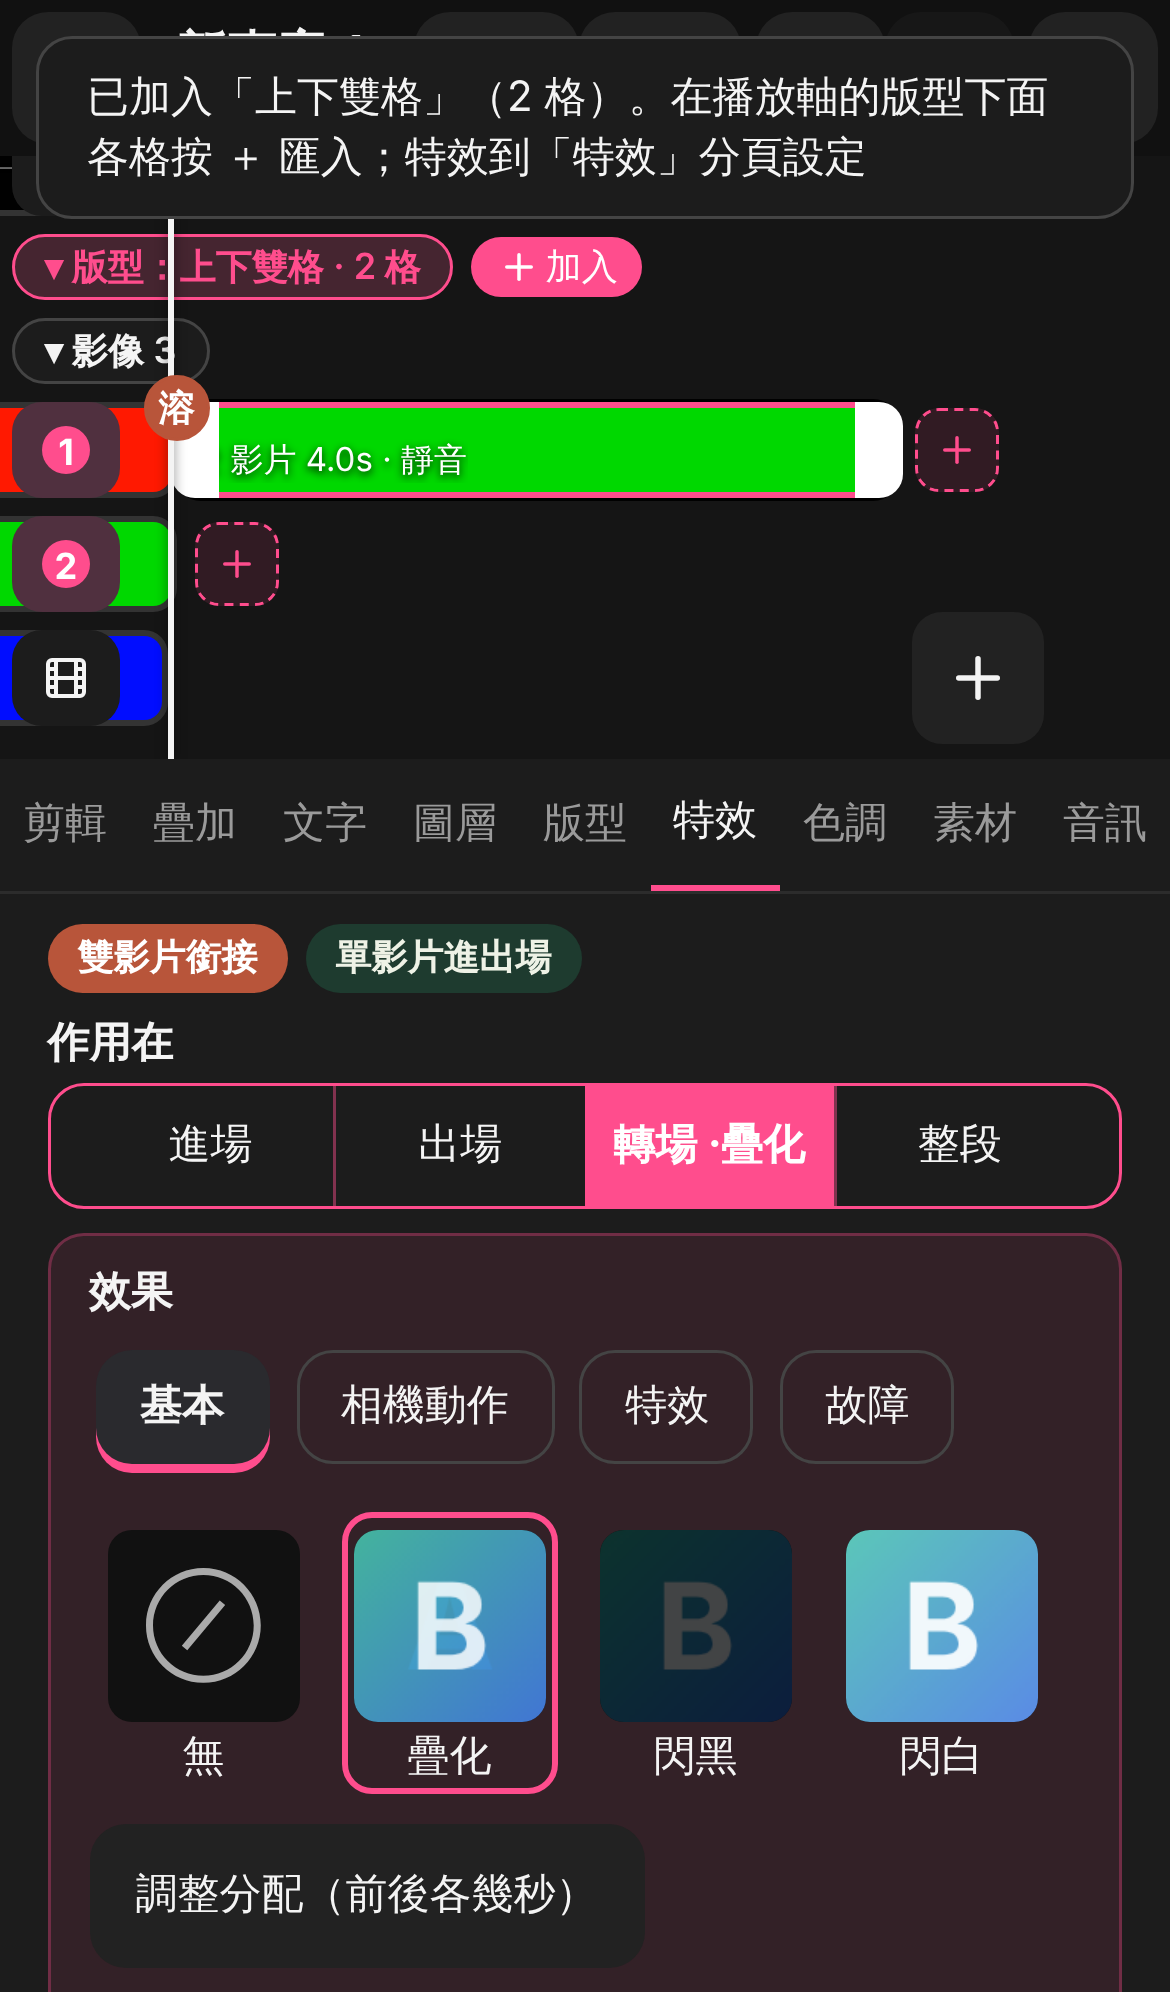 已加入「上下雙格」（2 格）。在播放軸的版型下面
各格按 ＋ 匯入；特效到「特效」分頁設定
▼版型：上下雙格 · 2 格
＋ 加入
▼影像 3
溶
1
影片 4.0s · 靜音
2
剪輯 疊加 文字 圖層 版型 特效 色調 素材 音訊
雙影片銜接 單影片進出場
作用在
進場 出場 轉場 ·疊化 整段
效果
基本 相機動作 特效 故障
B B B
無 疊化 閃黑 閃白
調整分配（前後各幾秒）